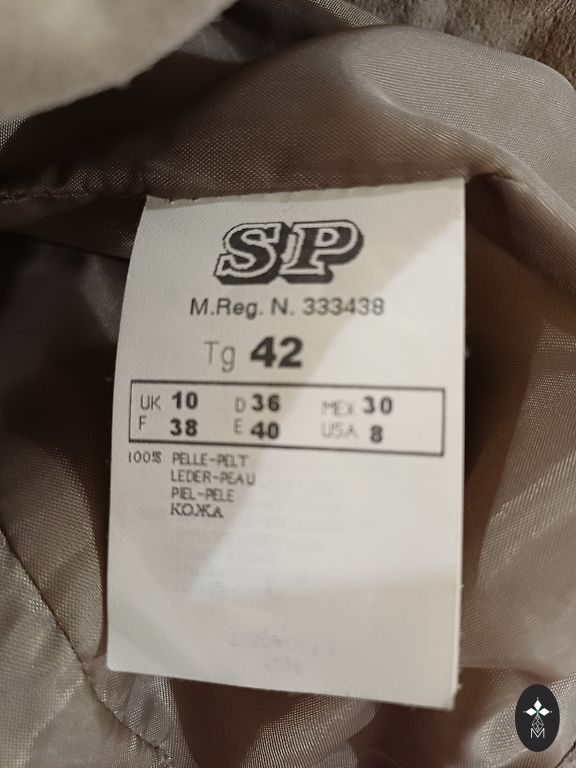 SP
M.Reg. N. 333438
Tg 42
UK 10 D 36 MEX 30
F 38 E 40 USA 8
100% PELLE-PELT
LEDER-PEAU
PIEL-PELE
КОЖА
M